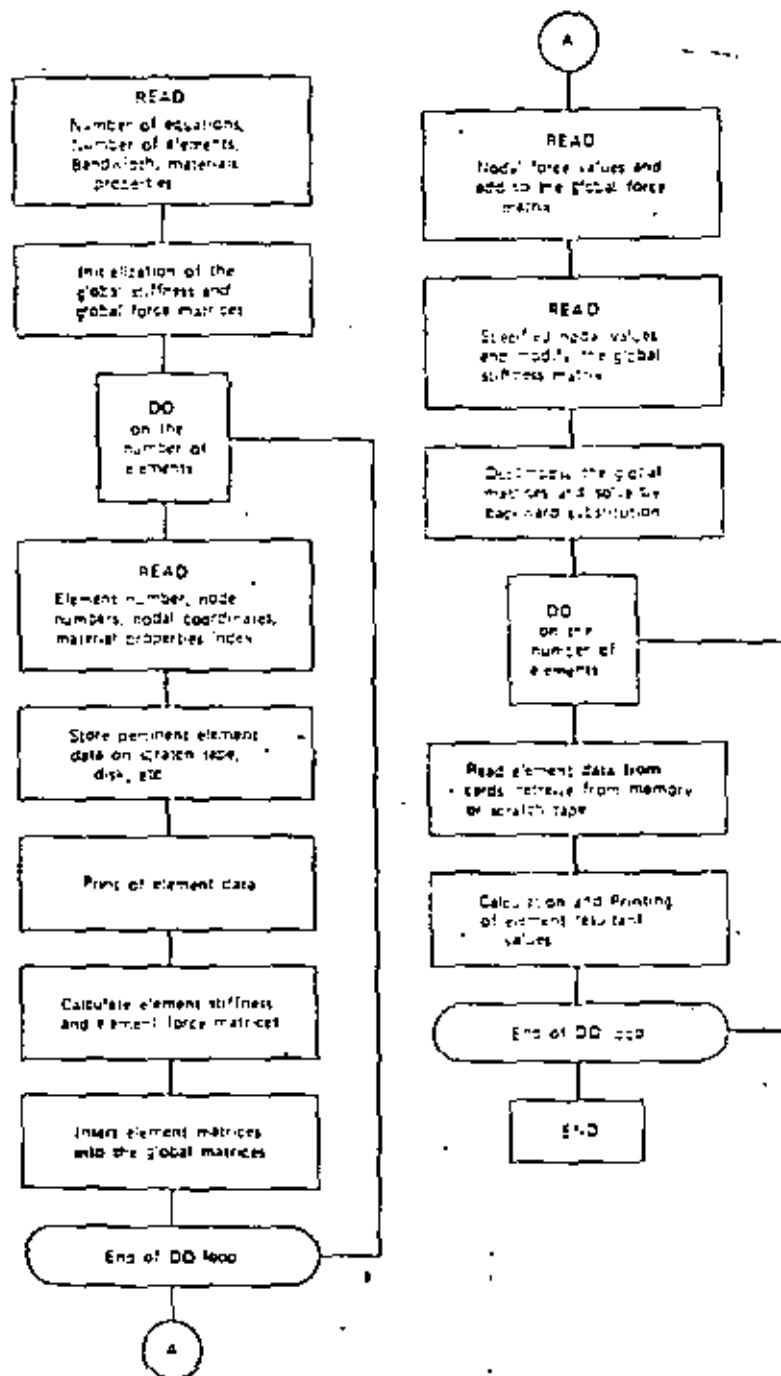 READ
Number of equations,
Number of elements,
Bandwidth, materials
properties
Initialization of the
global stiffness and
global force matrices
DO
on the
number of
elements
READ
Element number, node
numbers, nodal coordinates,
material properties index
Store pertinent element
data on scratch tape,
disk, etc
Print of element data
Calculate element stiffness
and element force matrices
Insert element matrices
into the global matrices
End of DO loop
A
A
READ
Nodal force values and
add to the global force
matrix
READ
Specified nodal values
and modify the global
stiffness matrix
Decompose the global
matrices and solve by
backward substitution
DO
on the
number of
elements
Read element data from
cards, retrieve from memory
or scratch tape
Calculation and Printing
of element resultant
values
End of DO loop
END